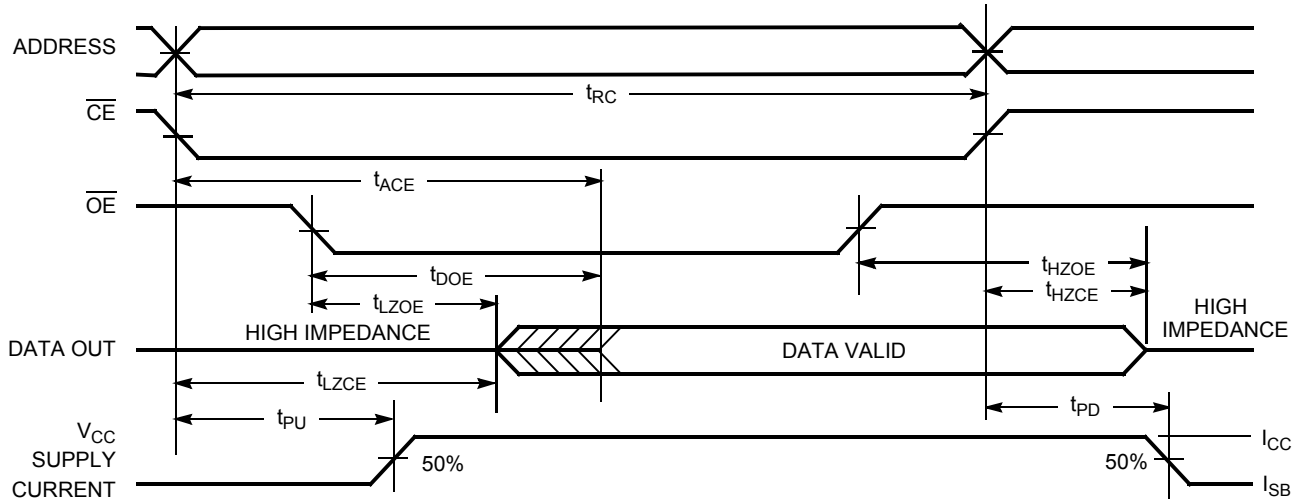 ADDRESS
tRC
CE
tACE
OE
tDOE
tHZOE
tLZOE
tHZCE
HIGH IMPEDANCE
HIGH
IMPEDANCE
DATA OUT
DATA VALID
tLZCE
tPU
tPD
VCC
SUPPLY
CURRENT
50%
50%
ICC
ISB